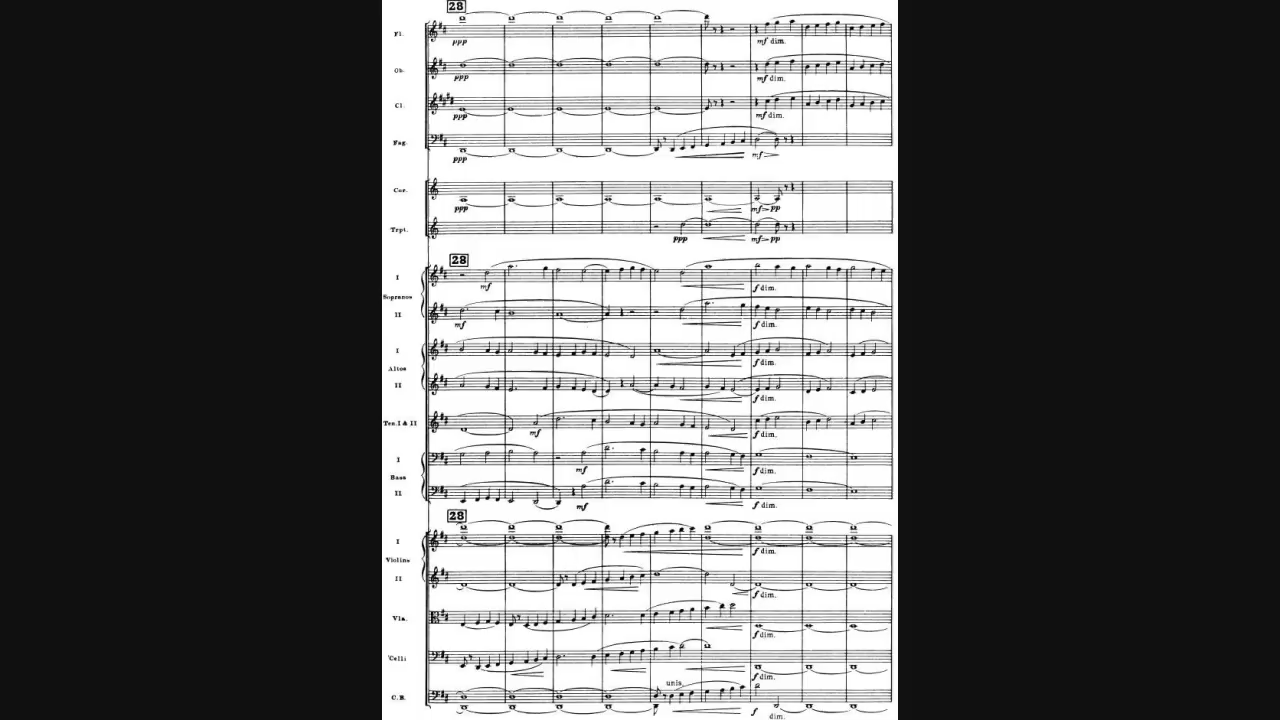 28
Fl.
ppp
mf dim.
Ob.
ppp
mf dim.
Cl.
ppp
mf dim.
Fag.
ppp
mf
Cor.
ppp
mf pp
Trpt.
ppp
mf pp
28
I
mf
f dim.
Sopranos
II
mf
f dim.
I
f dim.
Altos
II
f dim.
Ten. I & II
mf
f dim.
I
mf
f dim.
Bass
II
mf
f dim.
28
I
f dim.
Violins
II
f dim.
Vla.
f dim.
'Celli
f dim.
unis.
C.B.
f dim.